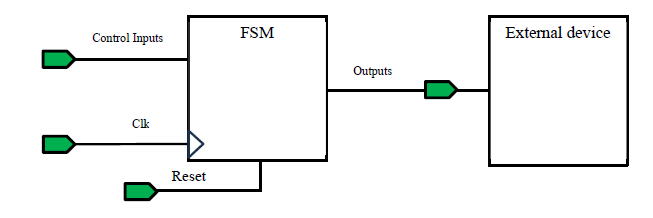 Control Inputs
FSM
External device
Outputs
Clk
Reset